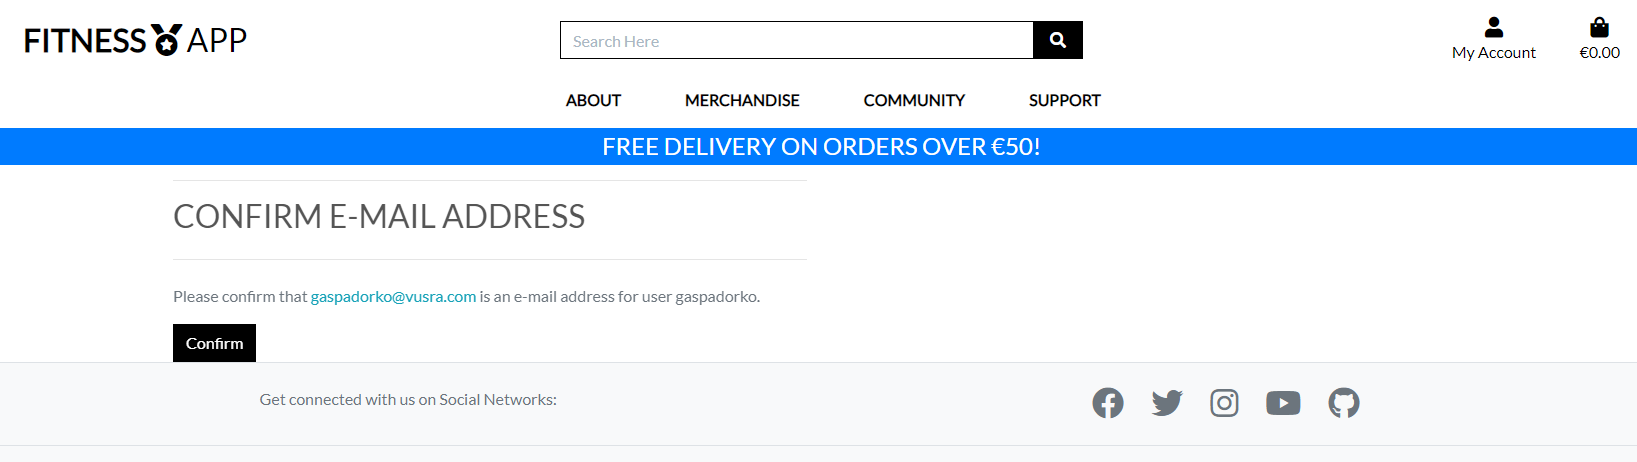 FITNESS APP
Search Here
My Account
€0.00
ABOUT MERCHANDISE COMMUNITY SUPPORT
FREE DELIVERY ON ORDERS OVER €50!
CONFIRM E-MAIL ADDRESS
Please confirm that gaspadorko@vusra.com is an e-mail address for user gaspadorko.
Confirm
Get connected with us on Social Networks: